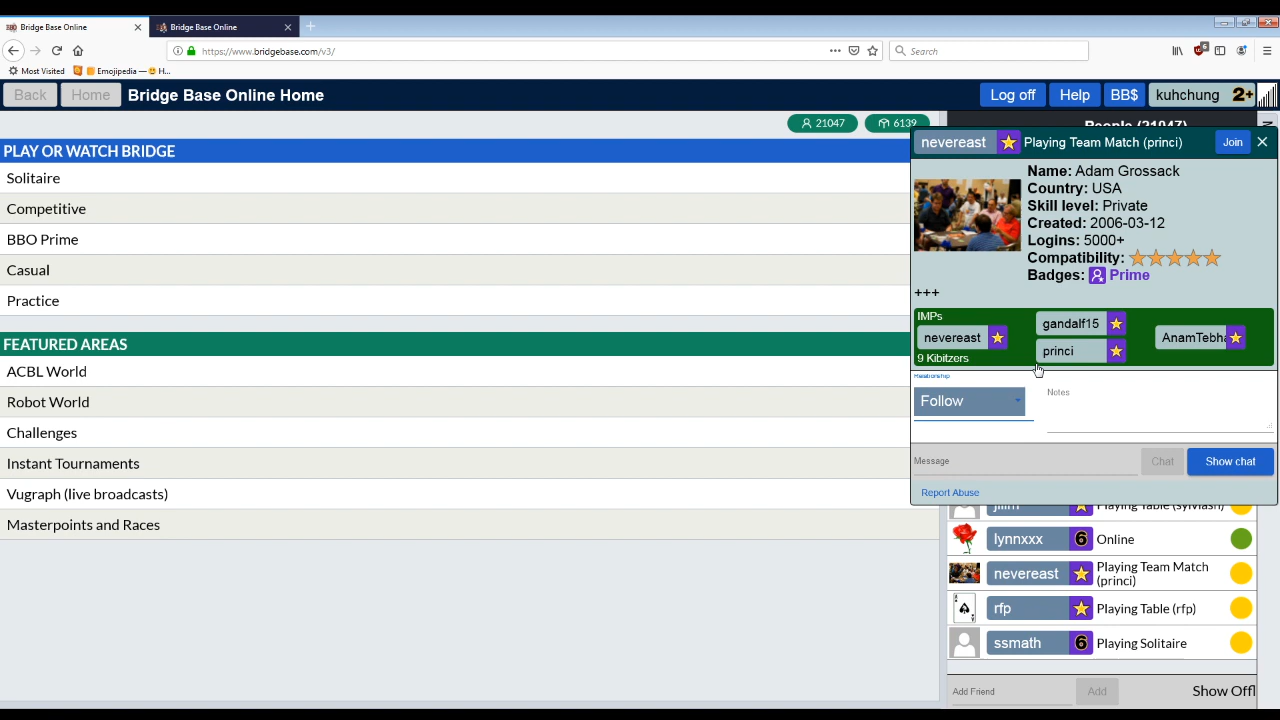 Bridge Base Online
Bridge Base Online
https://www.bridgebase.com/v3/
Search
6
Most Visited
Emojipedia — 😃 H...
Back
Home
Bridge Base Online Home
Log off
Help
BB$
kuhchung 2+
21047
6139
People (21047)
PLAY OR WATCH BRIDGE
Solitaire
Competitive
BBO Prime
Casual
Practice
FEATURED AREAS
ACBL World
Robot World
Challenges
Instant Tournaments
Vugraph (live broadcasts)
Masterpoints and Races
nevereast
Playing Team Match (princi)
Join
Name: Adam Grossack
Country: USA
Skill level: Private
Created: 2006-03-12
Logins: 5000+
Compatibility:
Badges: Prime
+++
IMPs
gandalf15
nevereast
AnamTebha
princi
9 Kibitzers
Relationship
Follow
Notes
Message
Chat
Show chat
Report Abuse
jillm
Playing Table (sylviash)
lynnxxx 6 Online
nevereast
Playing Team Match
(princi)
rfp
Playing Table (rfp)
ssmath 6 Playing Solitaire
Add Friend
Add
Show Offl